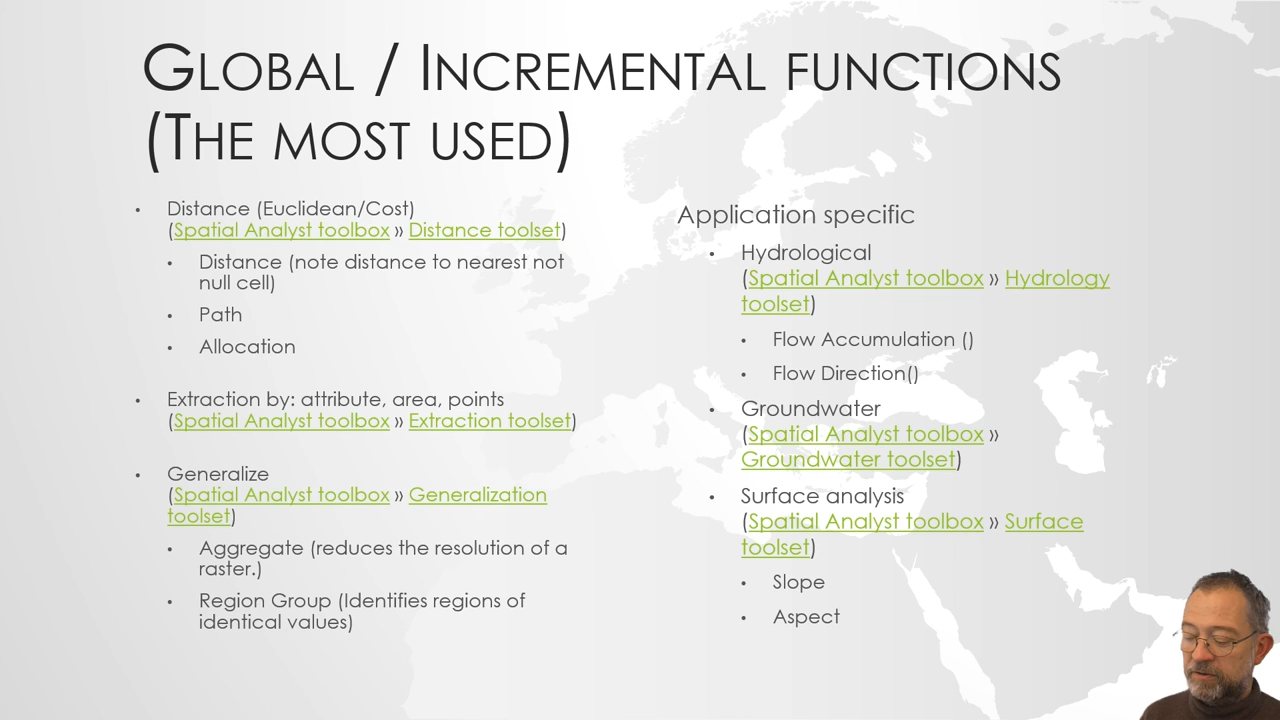 Global / Incremental functions
(The most used)
• Distance (Euclidean/Cost)
(Spatial Analyst toolbox » Distance toolset)
• Distance (note distance to nearest not
null cell)
• Path
• Allocation
• Extraction by: attribute, area, points
(Spatial Analyst toolbox » Extraction toolset)
• Generalize
(Spatial Analyst toolbox » Generalization
toolset)
• Aggregate (reduces the resolution of a
raster.)
• Region Group (Identifies regions of
identical values)
Application specific
• Hydrological
(Spatial Analyst toolbox » Hydrology
toolset)
• Flow Accumulation ()
• Flow Direction()
• Groundwater
(Spatial Analyst toolbox »
Groundwater toolset)
• Surface analysis
(Spatial Analyst toolbox » Surface
toolset)
• Slope
• Aspect